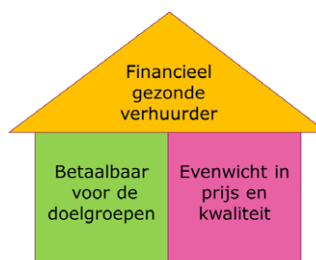 Financieel
gezonde
verhuurder
Betaalbaar
voor de
doelgroepen
Evenwicht in
prijs en
kwaliteit